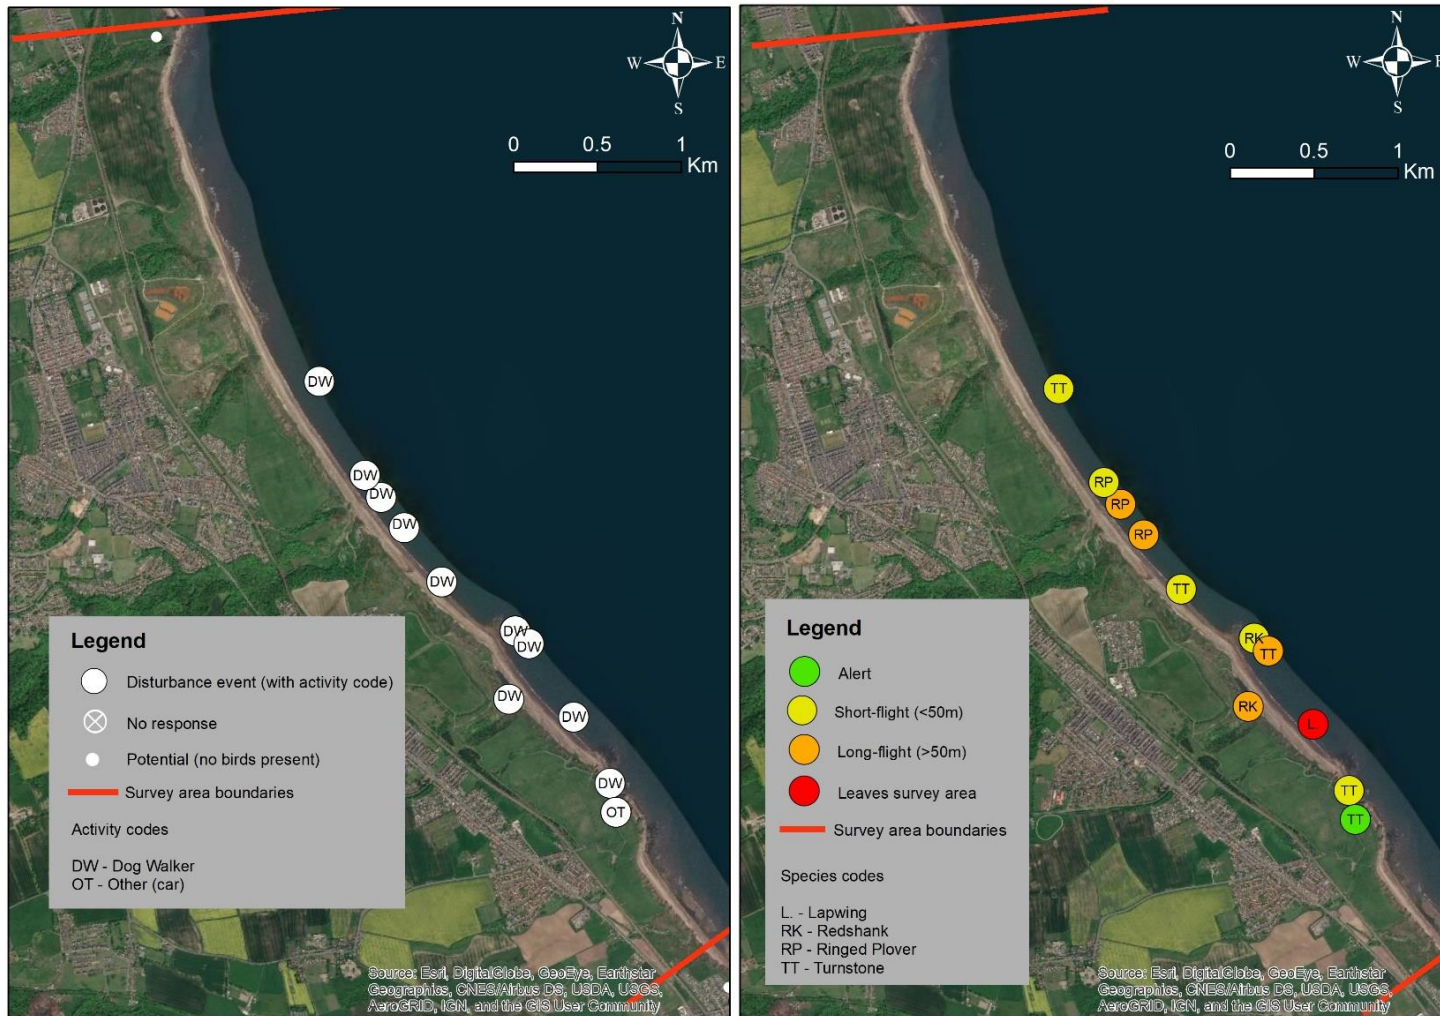 N
W E
S
0 0.5 1
Km
DW
DW
DW
DW
DW
DW
DW
DW
DW
DW
OT
Legend
Disturbance event (with activity code)
No response
Potential (no birds present)
Survey area boundaries
Activity codes
DW - Dog Walker
OT - Other (car)
Source: Esri, DigitalGlobe, GeoEye, Earthstar
Geographics, CNES/Airbus DS, USDA, USGS,
AeroGRID, IGN, and the GIS User Community
N
W E
S
0 0.5 1
Km
TT
RP
RP
RP
TT
RK
TT
RK
L.
TT
TT
Legend
Alert
Short-flight (<50m)
Long-flight (>50m)
Leaves survey area
Survey area boundaries
Species codes
L. - Lapwing
RK - Redshank
RP - Ringed Plover
TT - Turnstone
Source: Esri, DigitalGlobe, GeoEye, Earthstar
Geographics, CNES/Airbus DS, USDA, USGS,
AeroGRID, IGN, and the GIS User Community